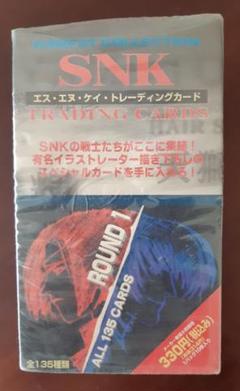 SNK
エス・エヌ・ケイ・トレーディングカード
TRADING CARDS
SNKの戦士たちがここに集結!
有名イラストレーター描き下ろしの
スペシャルカードを手に入れろ!
ROUND 1
ALL 135 CARDS
330円(税込み)
全135種類